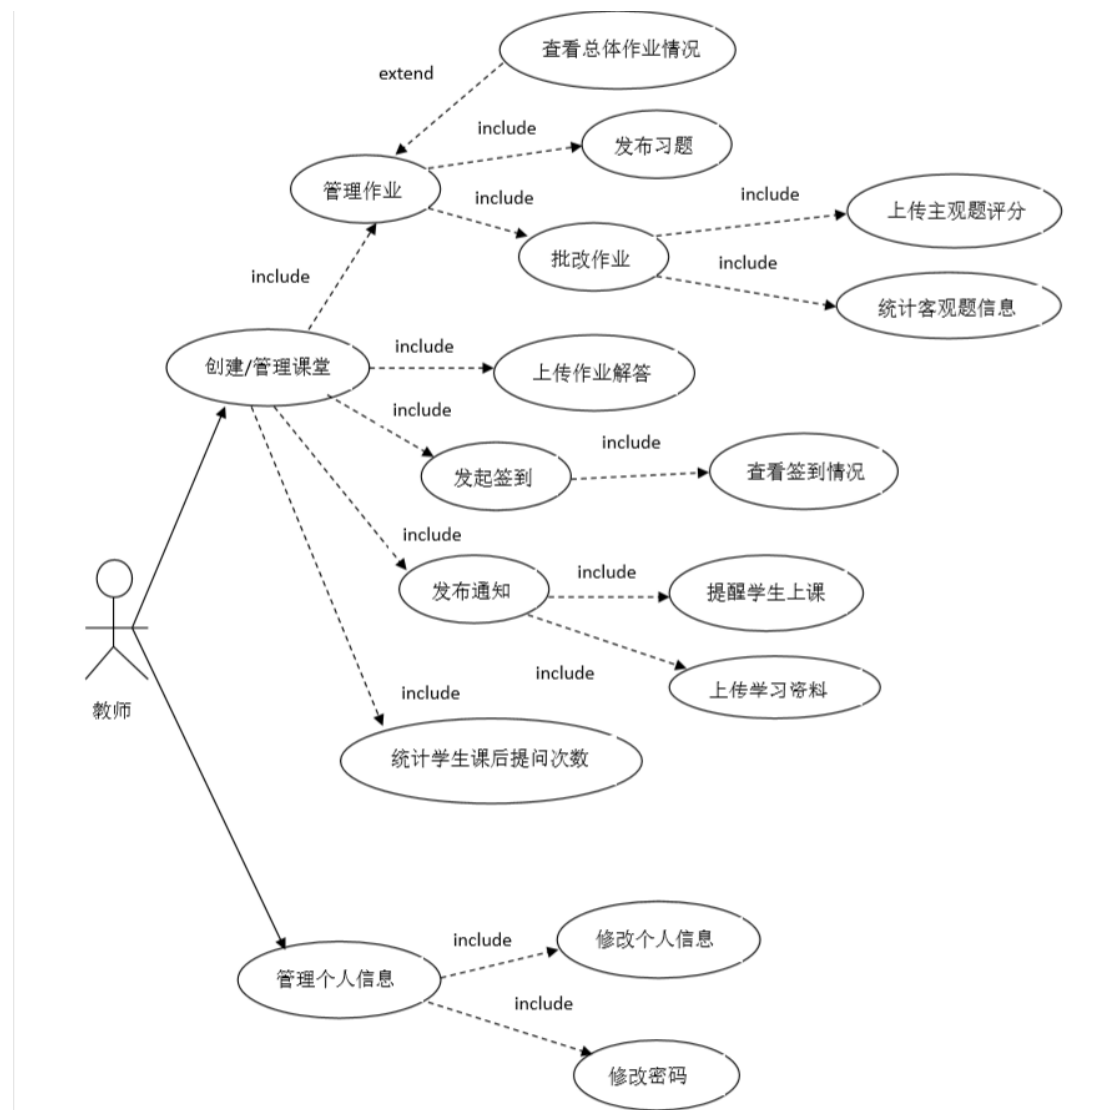 查看总体作业情况
extend
include
发布习题
管理作业
include
include
上传主观题评分
批改作业
include
include
统计客观题信息
创建/管理课堂
include
上传作业解答
include
include
发起签到
查看签到情况
include
include
发布通知
提醒学生上课
include
上传学习资料
include
教师
统计学生课后提问次数
include
修改个人信息
管理个人信息
include
修改密码